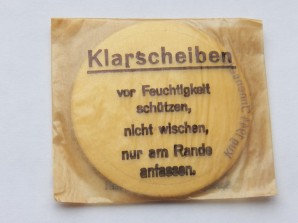 Klarscheiben
vor Feuchtigkeit
schützen,
nicht wischen,
nur am Rande
anfassen.